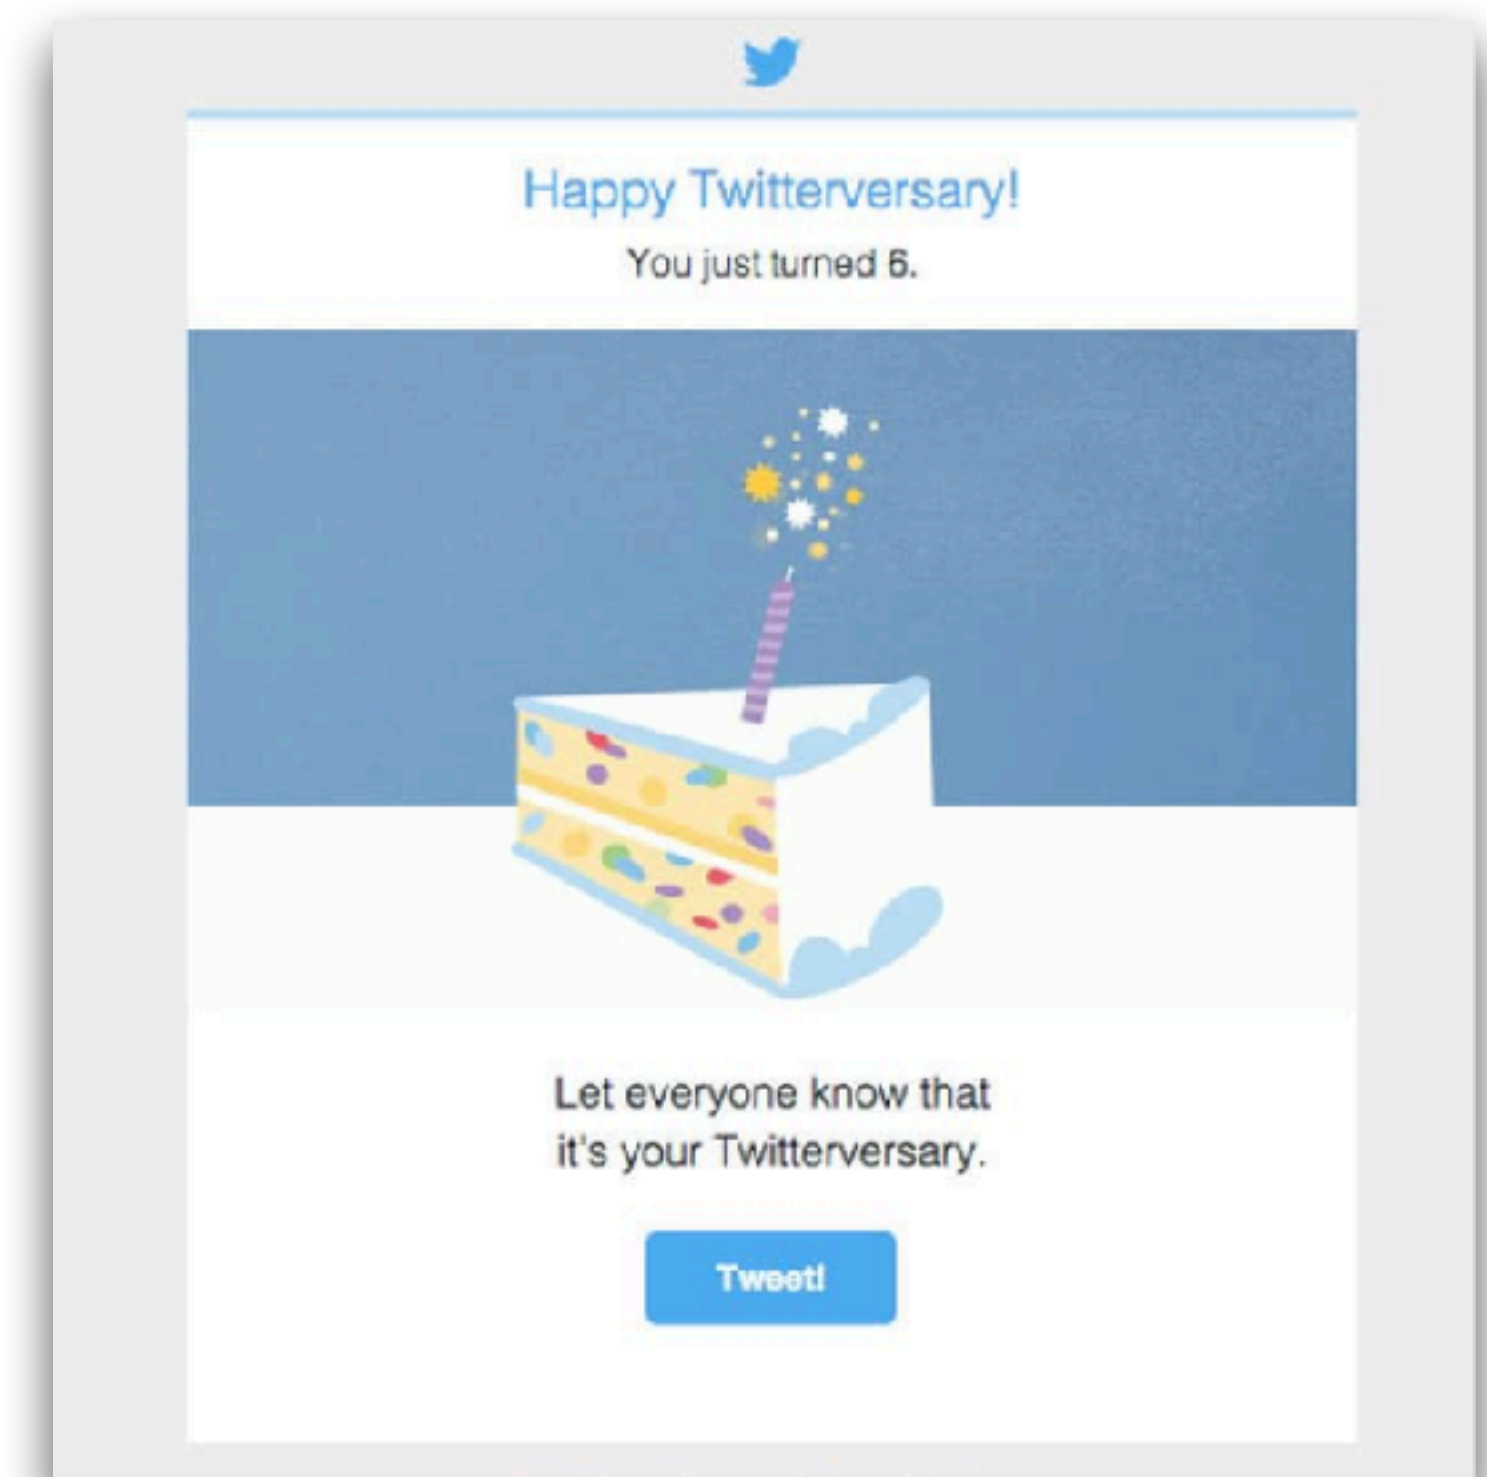 Happy Twitterversary!
You just turned 6.
Let everyone know that
it's your Twitterversary.
Tweet!